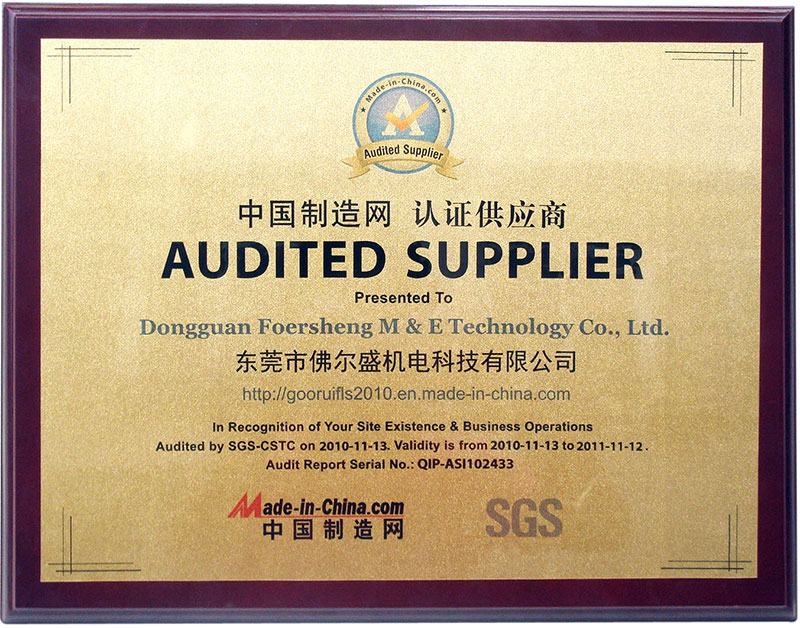 Made-in-China.com
Audited Supplier
中国制造网 认证供应商
AUDITED SUPPLIER
Presented To
Dongguan Foersheng M & E Technology Co., Ltd.
东莞市佛尔盛机电科技有限公司
http://gooruifls2010.en.made-in-china.com
In Recognition of Your Site Existence & Business Operations
Audited by SGS-CSTC on 2010-11-13. Validity is from 2010-11-13 to 2011-11-12.
Audit Report Serial No.: QIP-ASI102433
Made-in-China.com
中国制造网
SGS